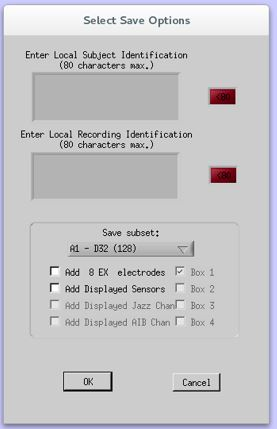 Select Save Options
Enter Local Subject Identification
(80 characters max.)
<80
Enter Local Recording Identification
(80 characters max.)
<80
Save subset:
A1 - D32 (128)
Add 8 EX electrodes Box 1
Add Displayed Sensors Box 2
Add Displayed Jazz Chan Box 3
Add Displayed AIB Chan Box 4
OK Cancel